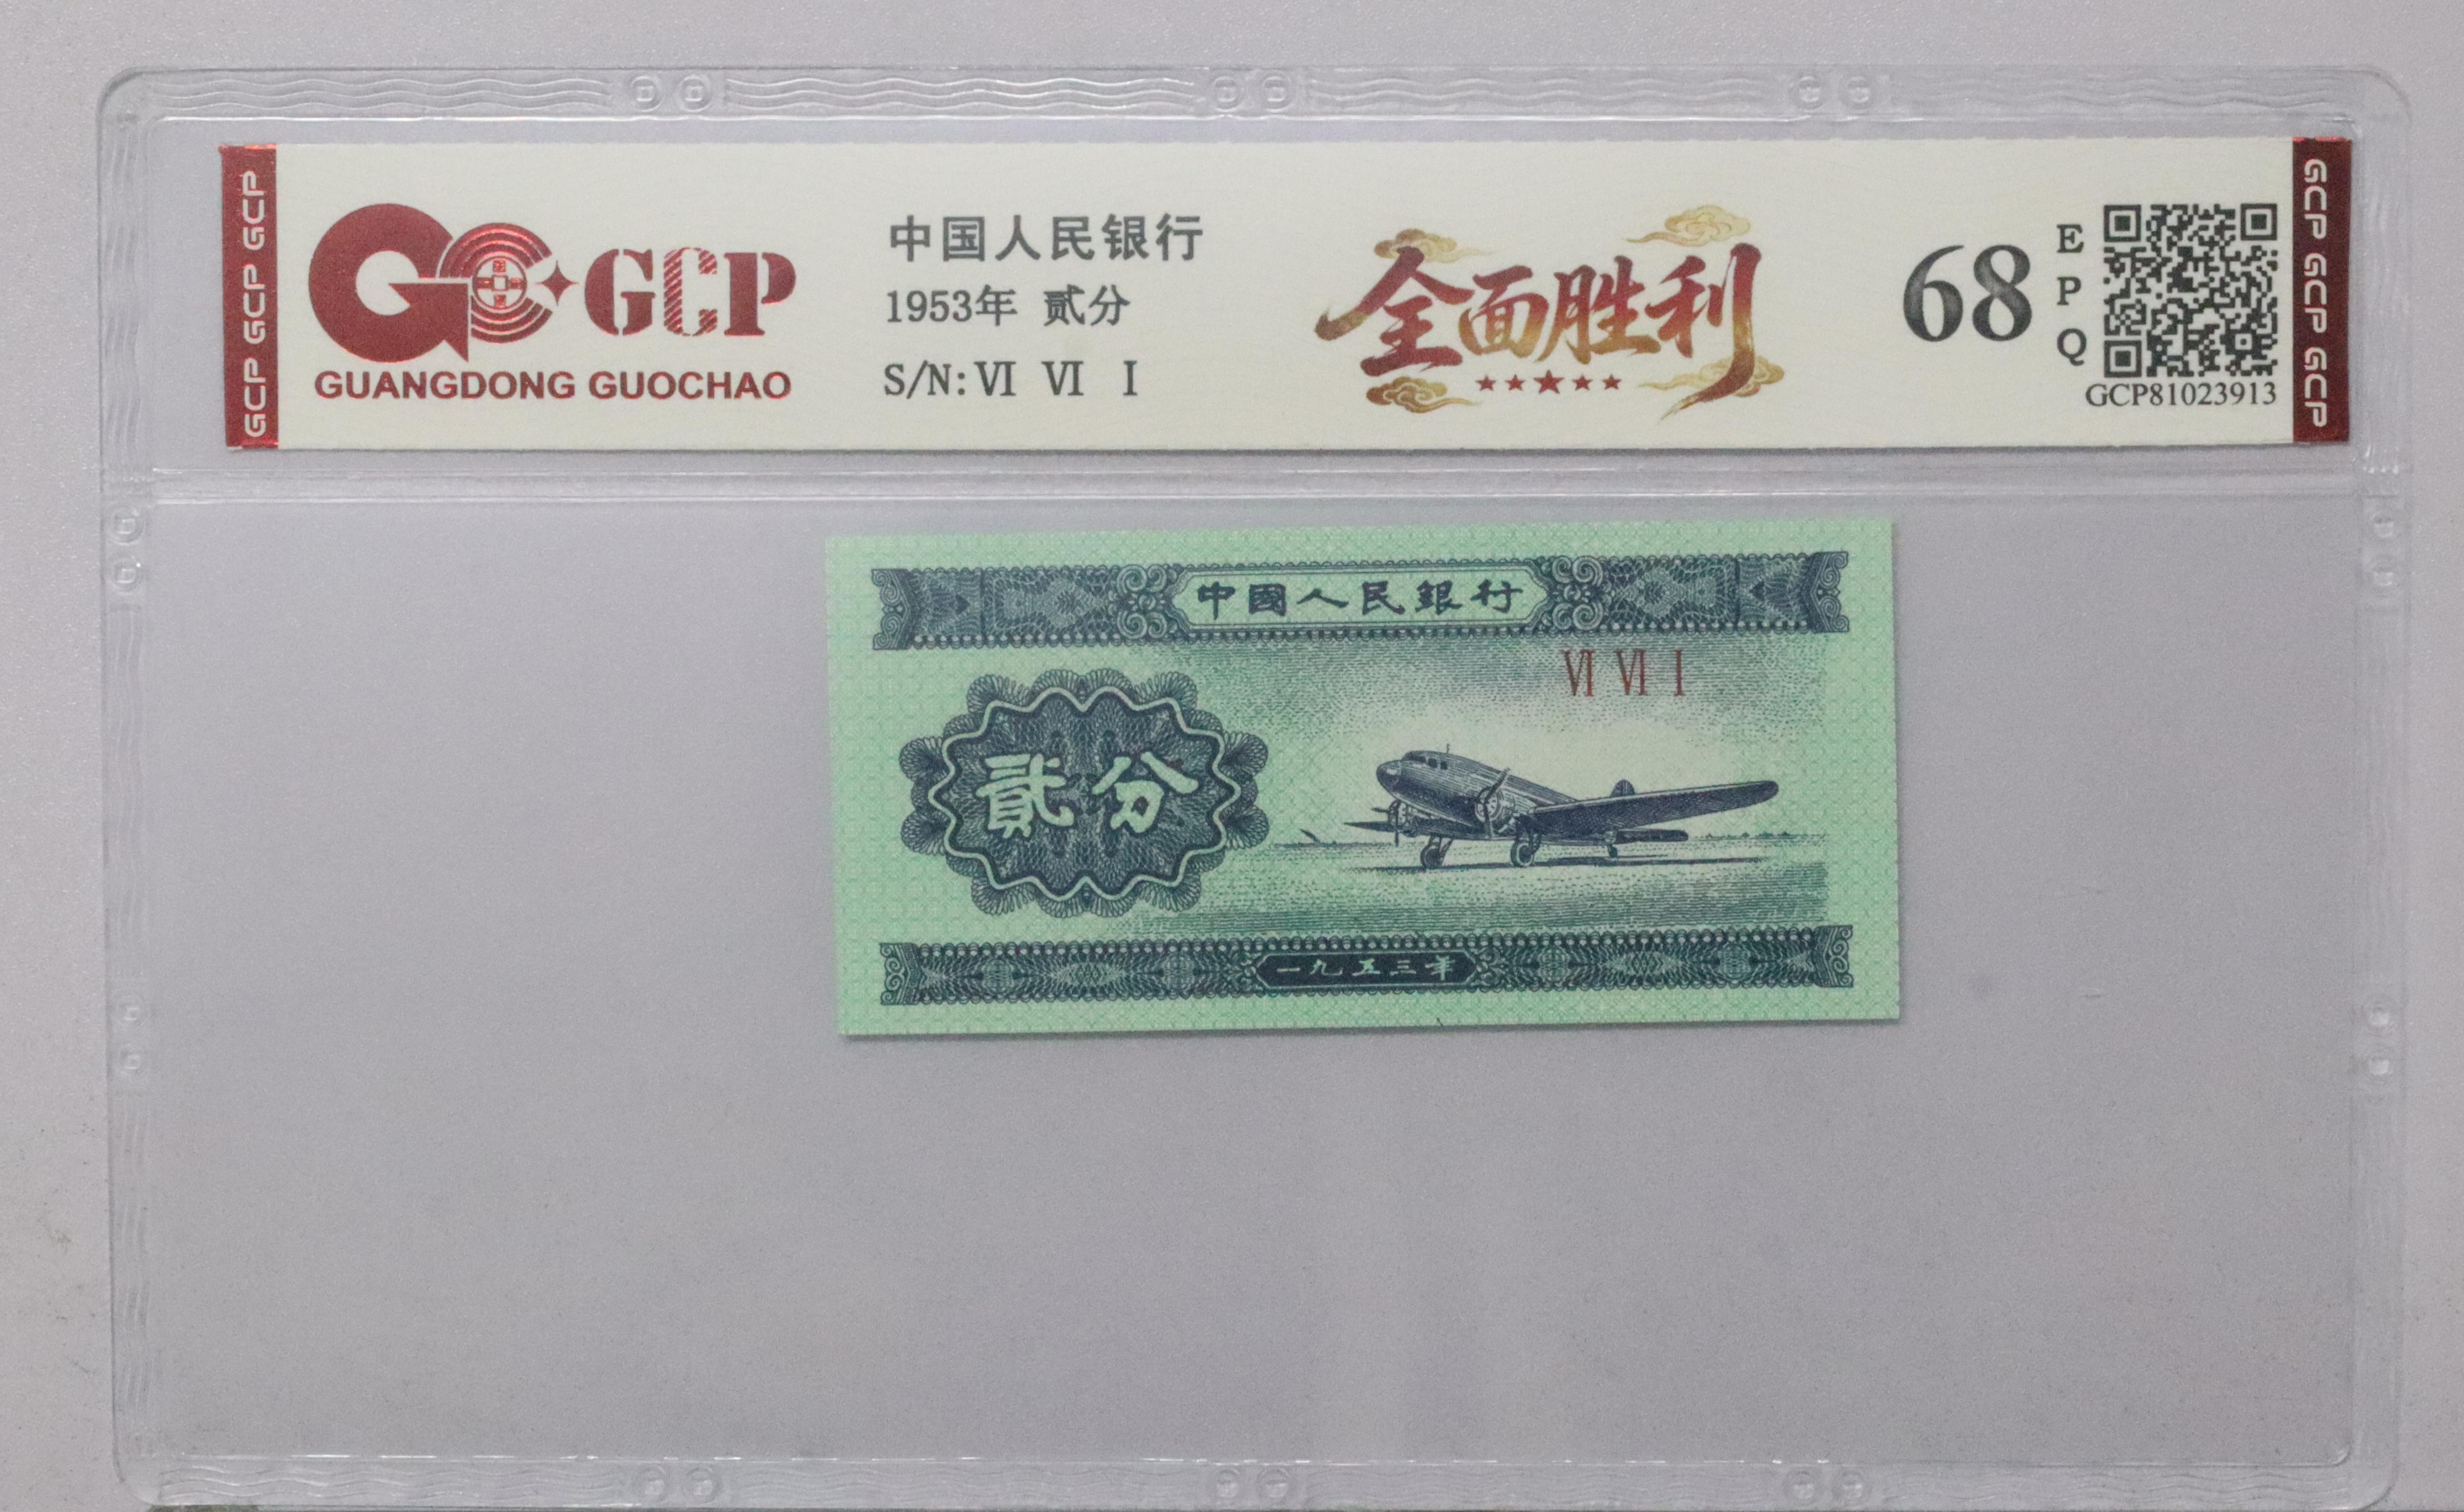 GCP GCP GCP
GCP
GUANGDONG GUOCHAO
中国人民银行
1953年 贰分
S/N: VI VI I
全面胜利
68
E
P
Q
GCP81023913
GCP GCP GCP
中國人民銀行
VI VI I
貳分
一九五三年